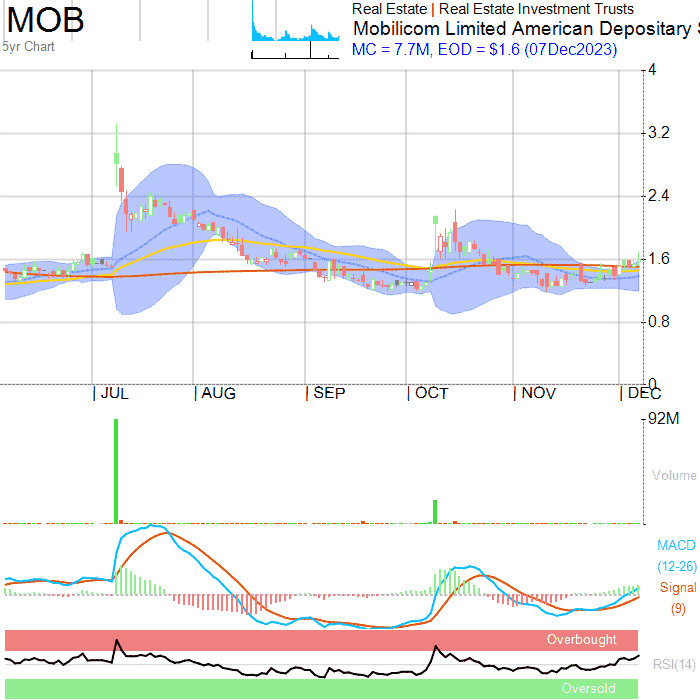 MOB
5yr Chart
Real Estate | Real Estate Investment Trusts
Mobilicom Limited American Depositary
MC = 7.7M, EOD = $1.6 (07Dec2023)
4
3.2
2.4
1.6
0.8
0
JUL
AUG
SEP
OCT
NOV
DEC
92M
Volume
MACD
(12-26)
Signal
(9)
Overbought
RSI(14)
Oversold